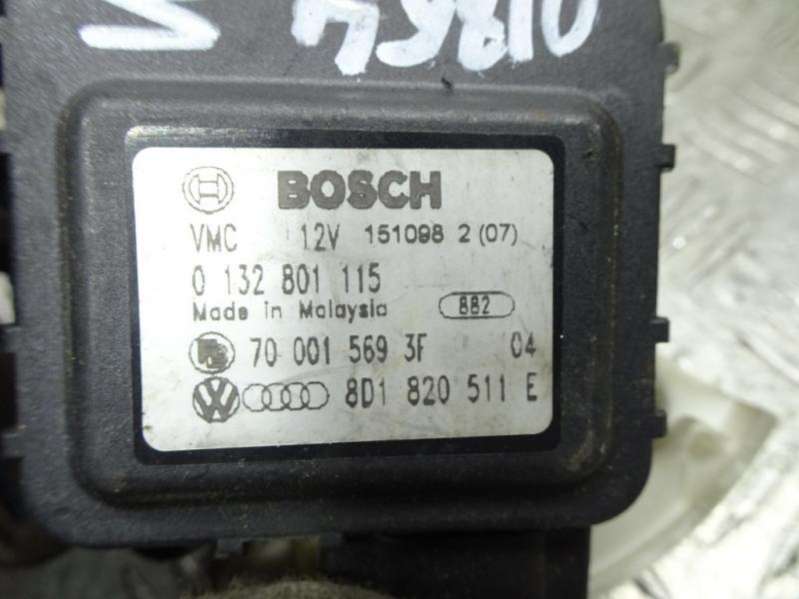 BOSCH
VMC 12V 151098 2 (07)
0 132 801 115
Made in Malaysia 882
70 001 569 3F 04
8D1 820 511 E